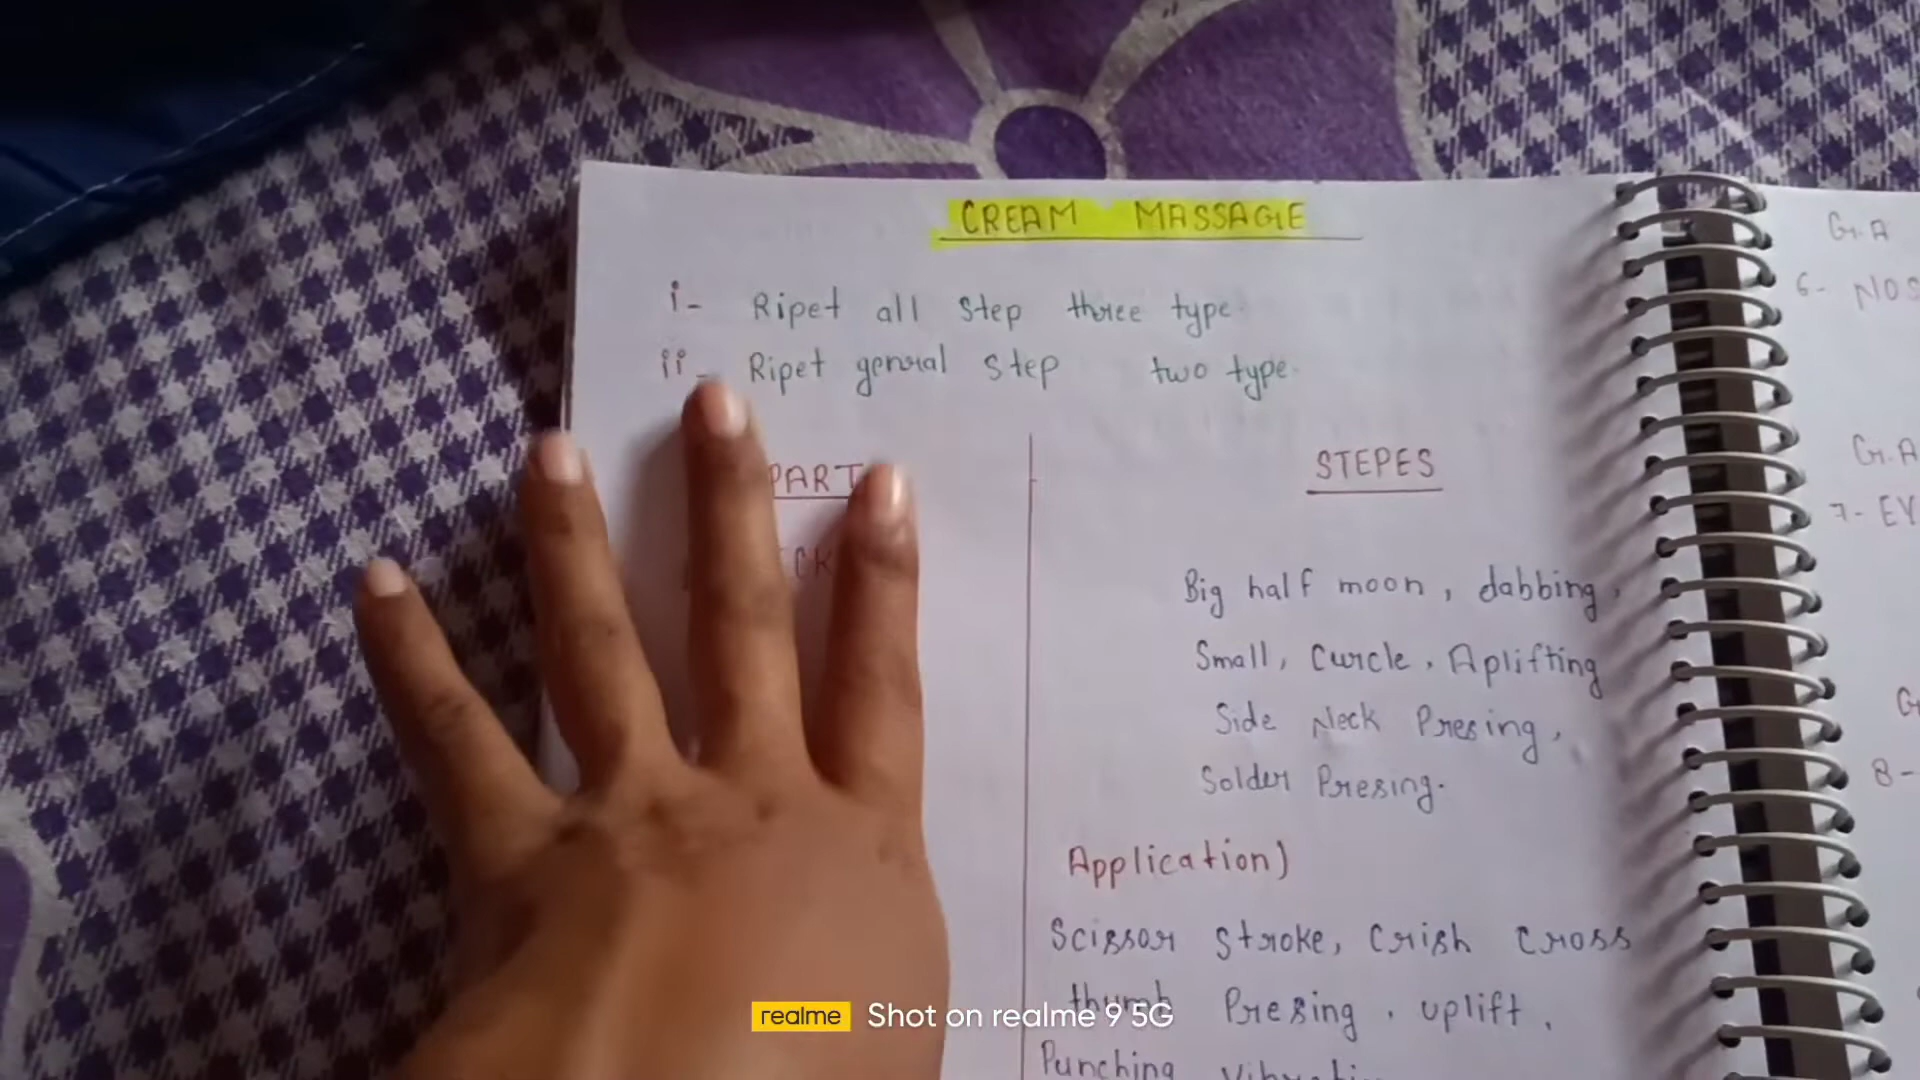 CREAM MASSAGE
i- Ripet all step three type.
ii- Ripet genral step two type.
PART
STEPES
Big half moon, dabbing,
Small, Curcle, Aplifting
Side Neck Presing,
Solder Presing.
Application)
Scissor Stroke, Crish Cross
thumb Presing, uplift,
Punching
G.A
6- NOS
G.A
7- EY
8-
realme Shot on realme 9 5G